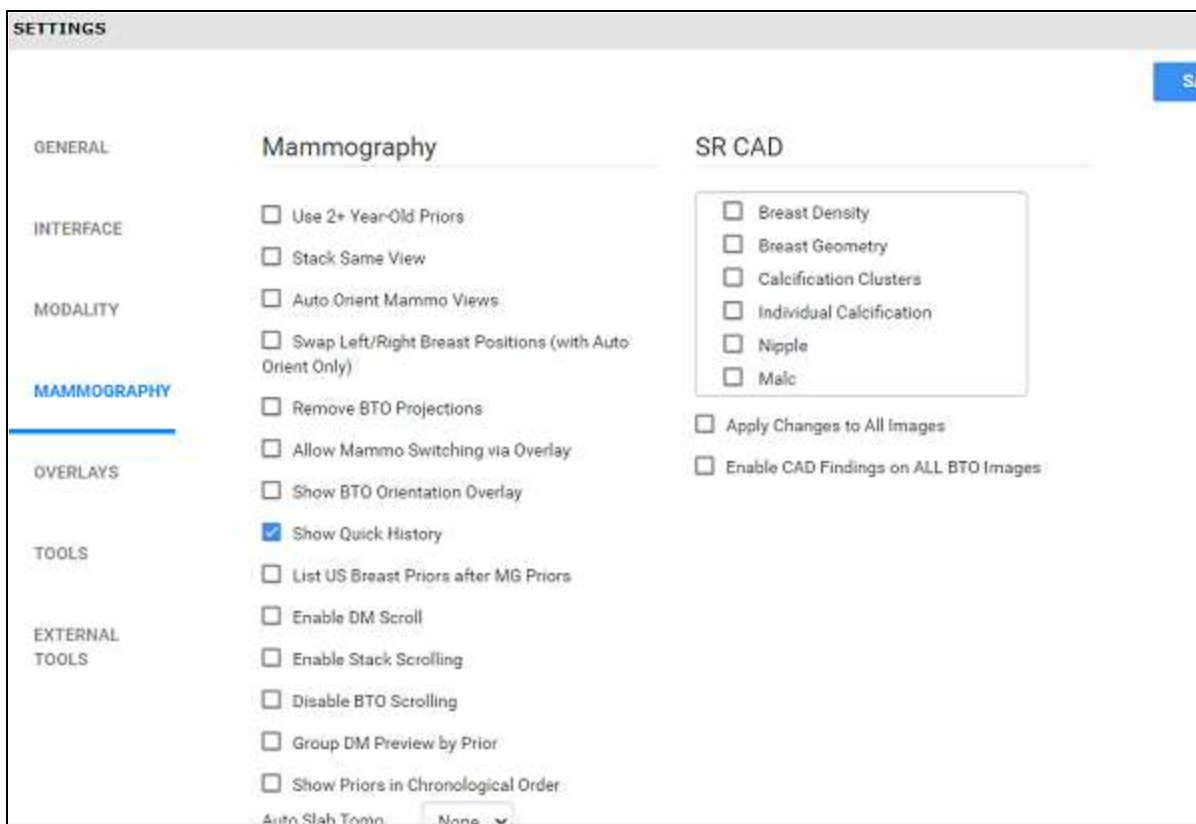 SETTINGS
SA
GENERAL
INTERFACE
MODALITY
MAMMOGRAPHY
OVERLAYS
TOOLS
EXTERNAL
TOOLS
Mammography
Use 2+ Year-Old Priors
Stack Same View
Auto Orient Mammo Views
Swap Left/Right Breast Positions (with Auto
Orient Only)
Remove BTO Projections
Allow Mammo Switching via Overlay
Show BTO Orientation Overlay
Show Quick History
List US Breast Priors after MG Priors
Enable DM Scroll
Enable Stack Scrolling
Disable BTO Scrolling
Group DM Preview by Prior
Show Priors in Chronological Order
Auto Slab Tomo
None
SR CAD
Breast Density
Breast Geometry
Calcification Clusters
Individual Calcification
Nipple
Malc
Apply Changes to All Images
Enable CAD Findings on ALL BTO Images